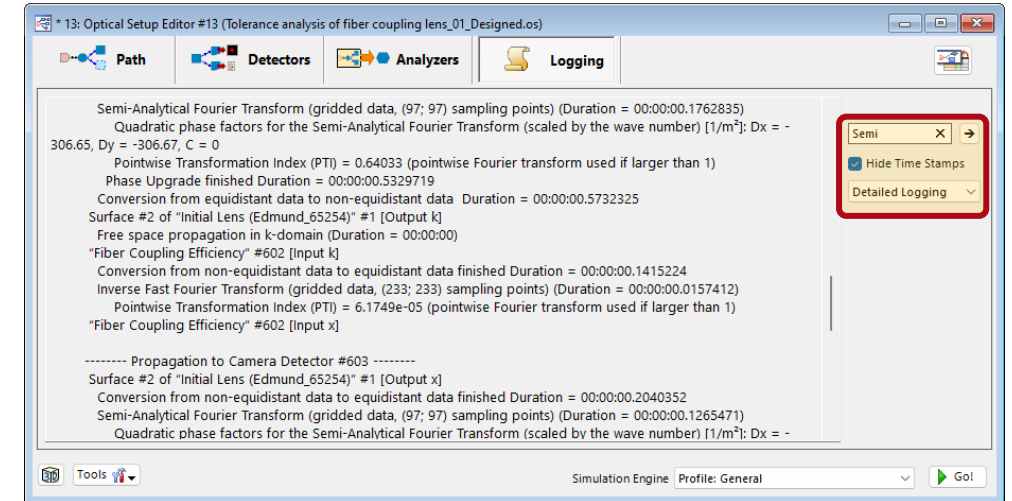 * 13: Optical Setup Editor #13 (Tolerance analysis of fiber coupling lens_01_Designed.os)
Path Detectors Analyzers Logging
Semi-Analytical Fourier Transform (gridded data, (97; 97) sampling points) (Duration = 00:00:00.1762835)
Quadratic phase factors for the Semi-Analytical Fourier Transform (scaled by the wave number) [1/m²]: Dx = -
306.65, Dy = -306.67, C = 0
Pointwise Transformation Index (PTI) = 0.64033 (pointwise Fourier transform used if larger than 1)
Phase Upgrade finished Duration = 00:00:00.5329719
Conversion from equidistant data to non-equidistant data  Duration = 00:00:00.5732325
Surface #2 of "Initial Lens (Edmund_65254)" #1 [Output k]
Free space propagation in k-domain (Duration = 00:00:00)
"Fiber Coupling Efficiency" #602 [Input k]
Conversion from non-equidistant data to equidistant data finished Duration = 00:00:00.1415224
Inverse Fast Fourier Transform (gridded data, (233; 233) sampling points) (Duration = 00:00:00.0157412)
Pointwise Transformation Index (PTI) = 6.1749e-05 (pointwise Fourier transform used if larger than 1)
"Fiber Coupling Efficiency" #602 [Input x]
-------- Propagation to Camera Detector #603 --------
Surface #2 of "Initial Lens (Edmund_65254)" #1 [Output x]
Conversion from non-equidistant data to equidistant data finished Duration = 00:00:00.2040352
Semi-Analytical Fourier Transform (gridded data, (97; 97) sampling points) (Duration = 00:00:00.1265471)
Quadratic phase factors for the Semi-Analytical Fourier Transform (scaled by the wave number) [1/m²]: Dx = -
Semi
Hide Time Stamps
Detailed Logging
3D Tools Simulation Engine Profile: General Go!